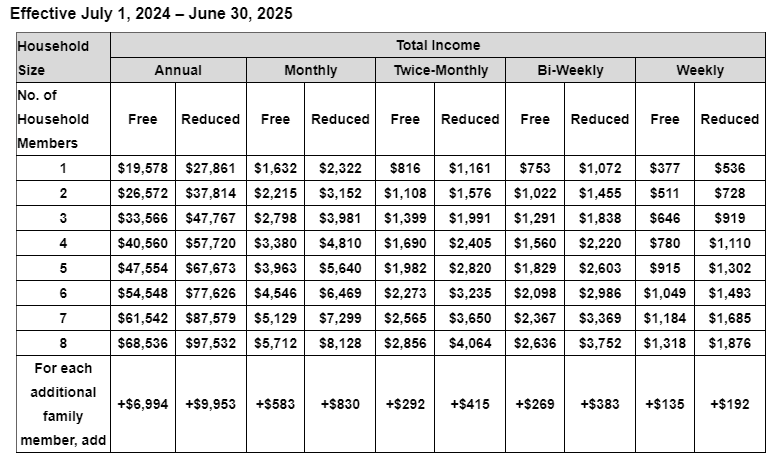 Effective July 1, 2024 – June 30, 2025
Household Size Total Income
Annual Monthly Twice-Monthly Bi-Weekly Weekly
No. of Household Members Free Reduced Free Reduced Free Reduced Free Reduced Free Reduced
1 $19,578 $27,861 $1,632 $2,322 $816 $1,161 $753 $1,072 $377 $536
2 $26,572 $37,814 $2,215 $3,152 $1,108 $1,576 $1,022 $1,455 $511 $728
3 $33,566 $47,767 $2,798 $3,981 $1,399 $1,991 $1,291 $1,838 $646 $919
4 $40,560 $57,720 $3,380 $4,810 $1,690 $2,405 $1,560 $2,220 $780 $1,110
5 $47,554 $67,673 $3,963 $5,640 $1,982 $2,820 $1,829 $2,603 $915 $1,302
6 $54,548 $77,626 $4,546 $6,469 $2,273 $3,235 $2,098 $2,986 $1,049 $1,493
7 $61,542 $87,579 $5,129 $7,299 $2,565 $3,650 $2,367 $3,369 $1,184 $1,685
8 $68,536 $97,532 $5,712 $8,128 $2,856 $4,064 $2,636 $3,752 $1,318 $1,876
For each additional family member, add +$6,994 +$9,953 +$583 +$830 +$292 +$415 +$269 +$383 +$135 +$192